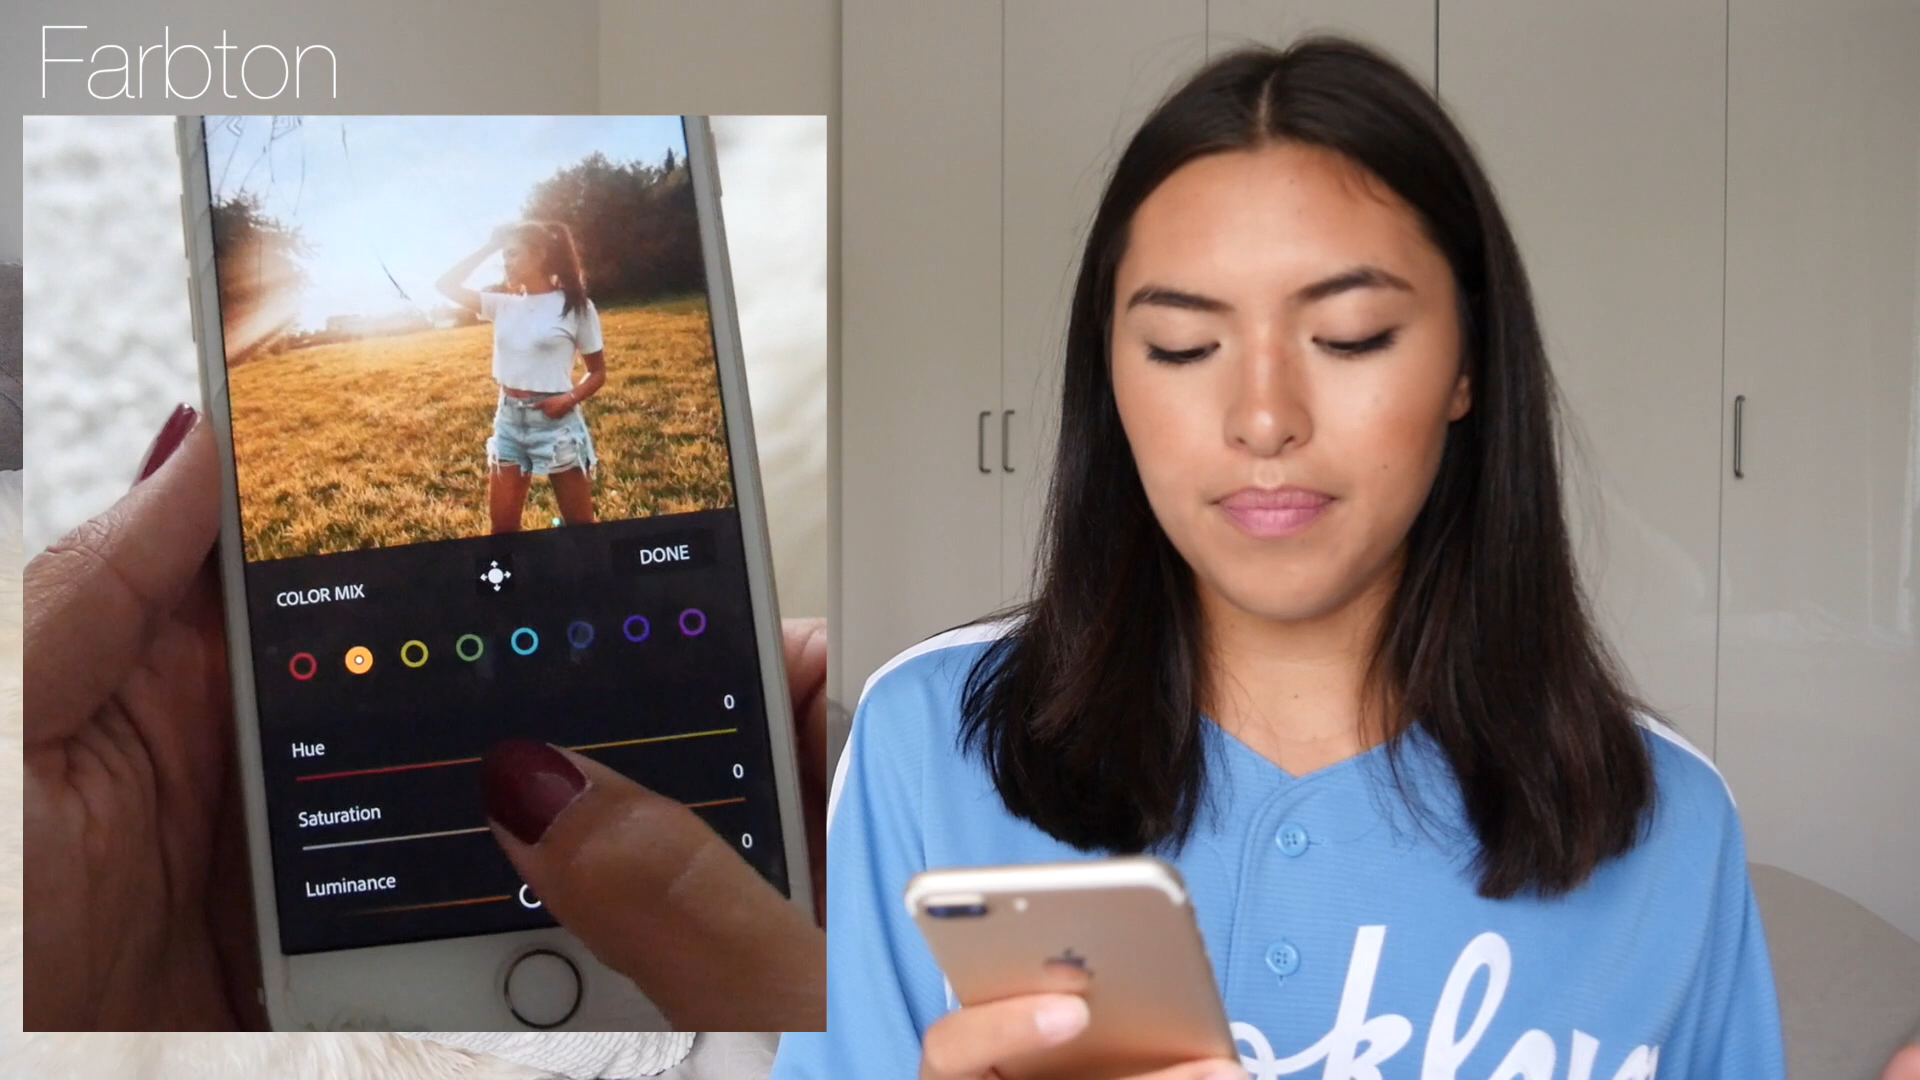 Farbton
DONE
COLOR MIX
0
Hue
0
Saturation
0
Luminance